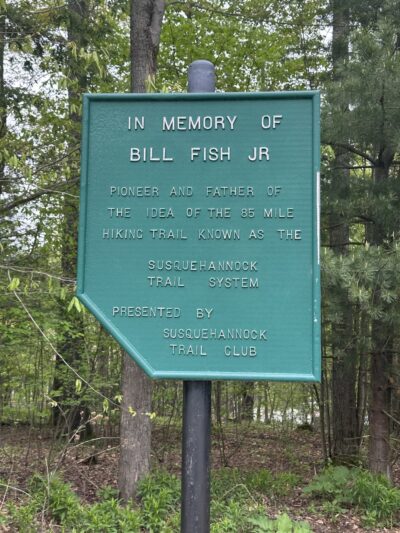 IN MEMORY OF
BILL FISH JR
PIONEER AND FATHER OF
THE IDEA OF THE 85 MILE
HIKING TRAIL KNOWN AS THE
SUSQUEHANNOCK
TRAIL SYSTEM
PRESENTED BY
SUSQUEHANNOCK
TRAIL CLUB